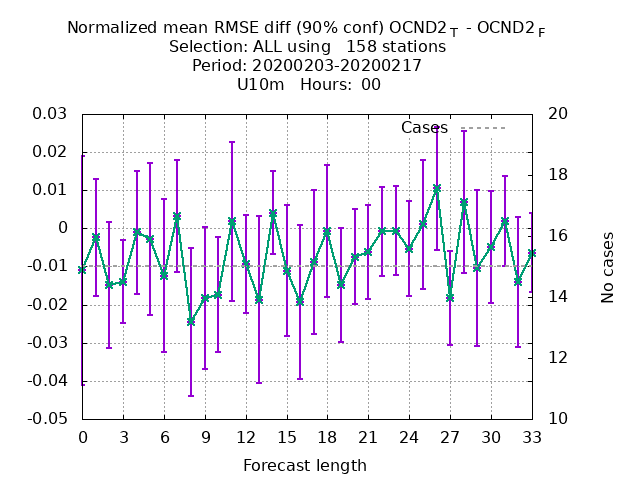 Normalized mean RMSE diff (90% conf) OCND2 T - OCND2 F
Selection: ALL using   158 stations
Period: 20200203-20200217
U10m   Hours:  00
Cases
0.03
0.02
0.01
0
-0.01
-0.02
-0.03
-0.04
-0.05
20
18
16
14
12
10
No cases
0 3 6 9 12 15 18 21 24 27 30 33
Forecast length